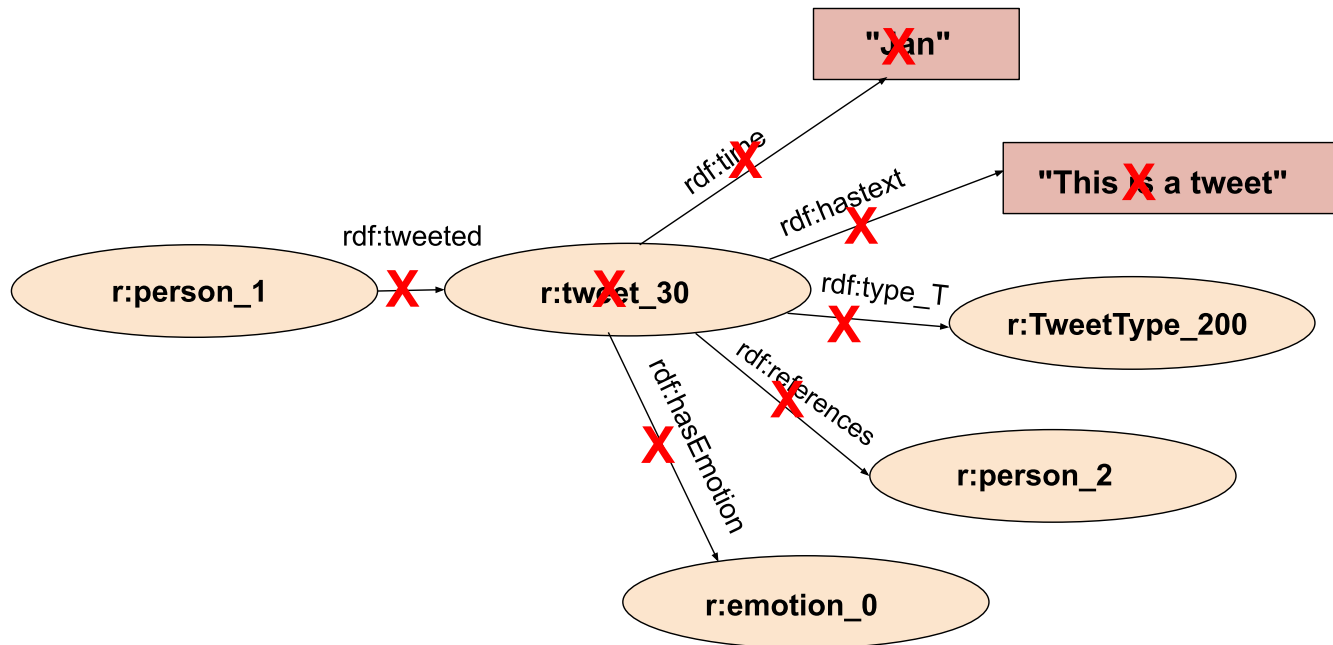 "Jan"
X
rdf:time
X
"This is a tweet"
X
rdf:hastext
X
rdf:tweeted
X
r:person_1
r:tweet_30
X
rdf:type_T
X
r:TweetType_200
rdf:references
X
rdf:hasEmotion
X
r:person_2
r:emotion_0